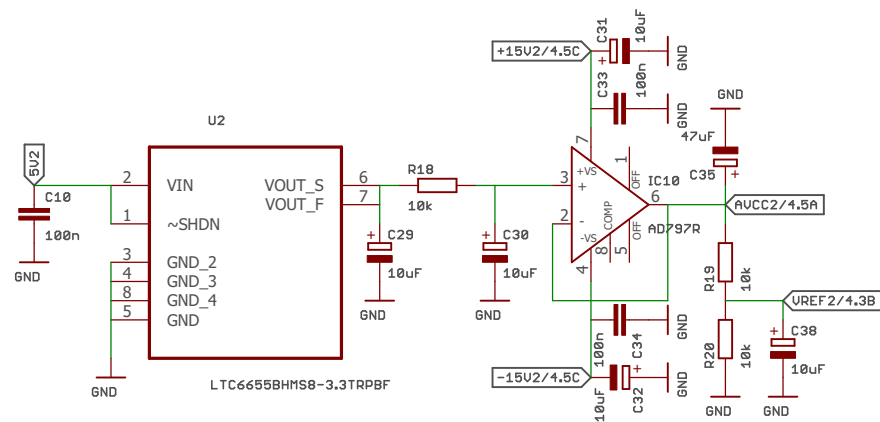 C31
10uF
+15V2/4.5C
+
GND
C33
100n
GND
GND
47uF
C35
+
U2
5V2
C10
100n
GND
2
VIN
1
~SHDN
3
GND_2
4
GND_3
8
GND_4
5
GND
GND
VOUT_S
6
VOUT_F
7
LTC6655BHMS8-3.3TRPBF
R18
10k
+
C29
10uF
GND
+
C30
10uF
GND
7
+VS
1
OFF
IC10
3
+
2
-
6
COMP
OFF
-VS
4
8
5
AD797R
AVCC2/4.5A
R19
10k
VREF2/4.3B
R20
10k
GND
+
C38
10uF
GND
100n
C34
GND
-15V2/4.5C
10uF
+
C32
GND